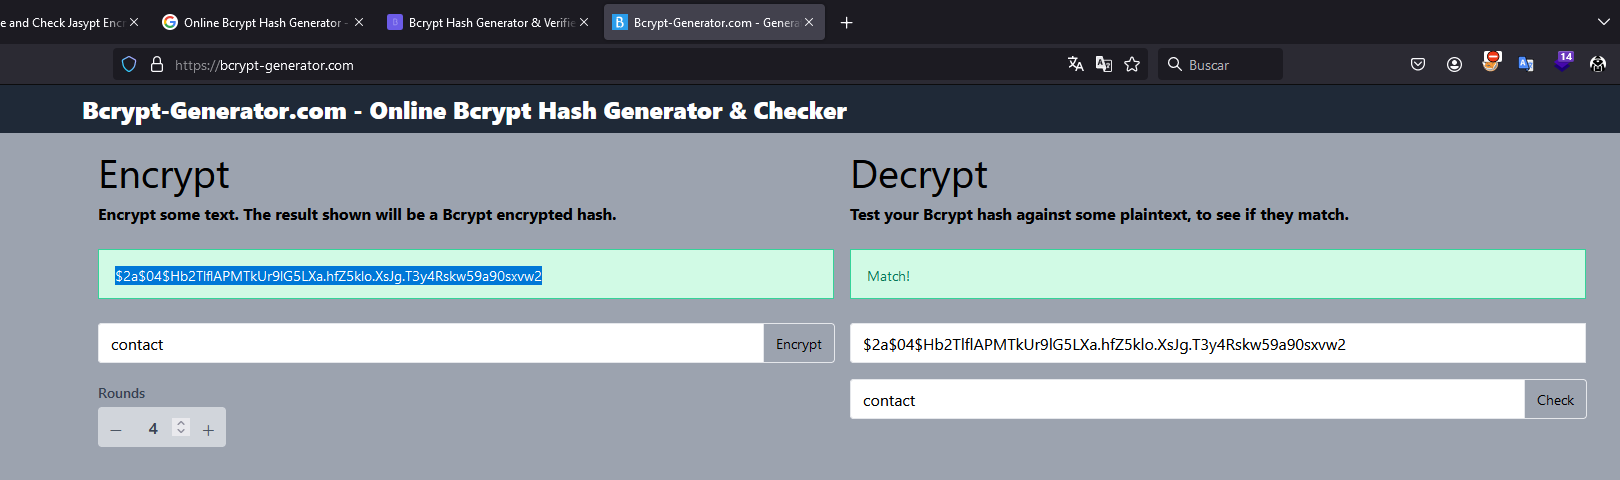 e and Check Jasypt Enc
Online Bcrypt Hash Generator -
Bcrypt Hash Generator & Verifie
B
Bcrypt-Generator.com - Genera
https://bcrypt-generator.com
Buscar
14
Bcrypt-Generator.com - Online Bcrypt Hash Generator & Checker
Encrypt
Encrypt some text. The result shown will be a Bcrypt encrypted hash.
$2a$04$Hb2TlflAPMTkUr9lG5LXa.hfZ5klo.XsJg.T3y4Rskw59a90sxvw2
contact
Encrypt
Rounds
− 4 +
Decrypt
Test your Bcrypt hash against some plaintext, to see if they match.
Match!
$2a$04$Hb2TlflAPMTkUr9lG5LXa.hfZ5klo.XsJg.T3y4Rskw59a90sxvw2
contact
Check